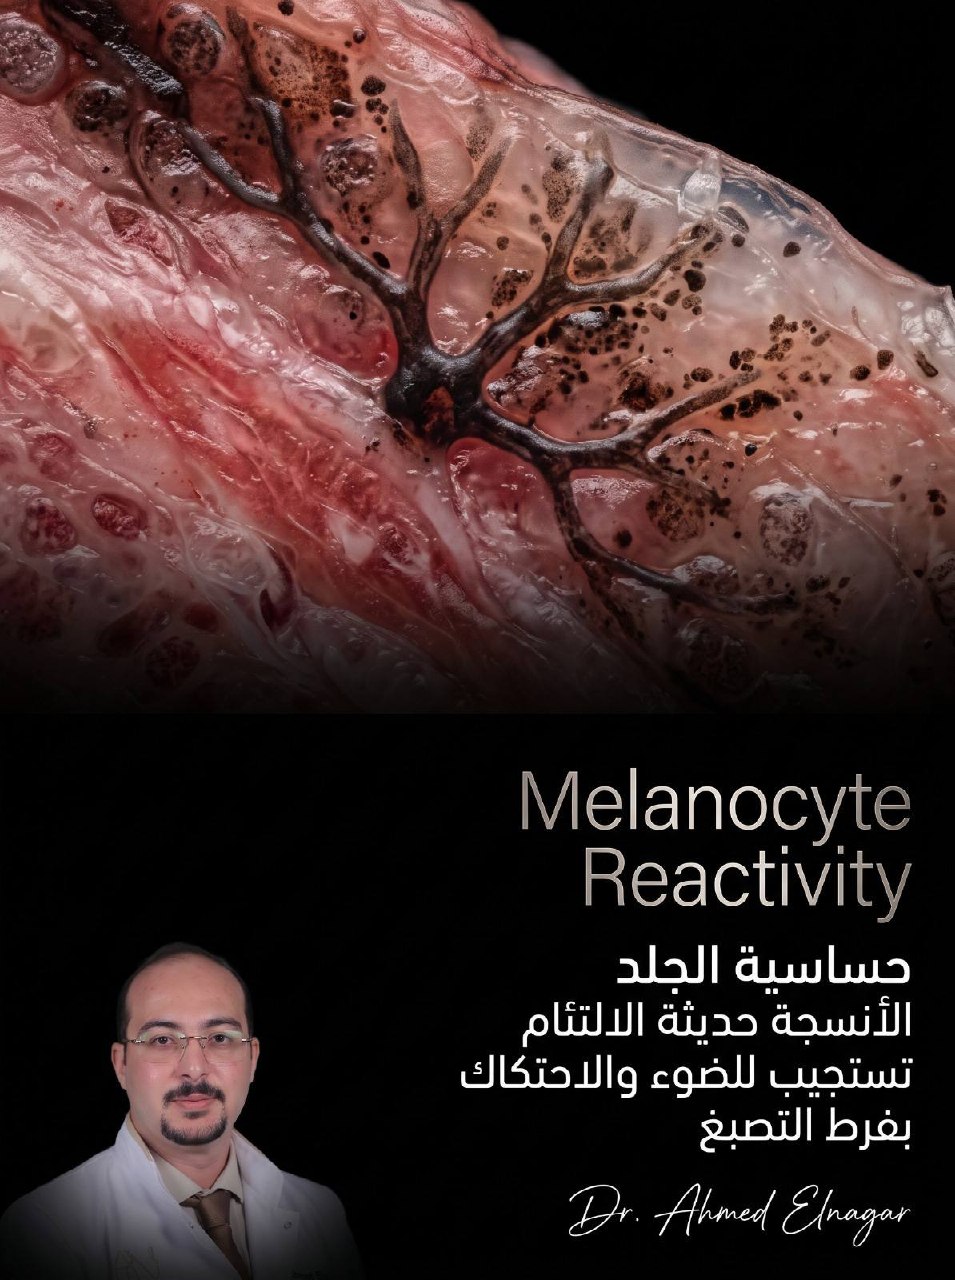 Melanocyte
Reactivity
حساسية الجلد
الأنسجة حديثة الالتئام
تستجيب للضوء والاحتكاك
بفرط التصبغ
Dr. Ahmed Elnagar